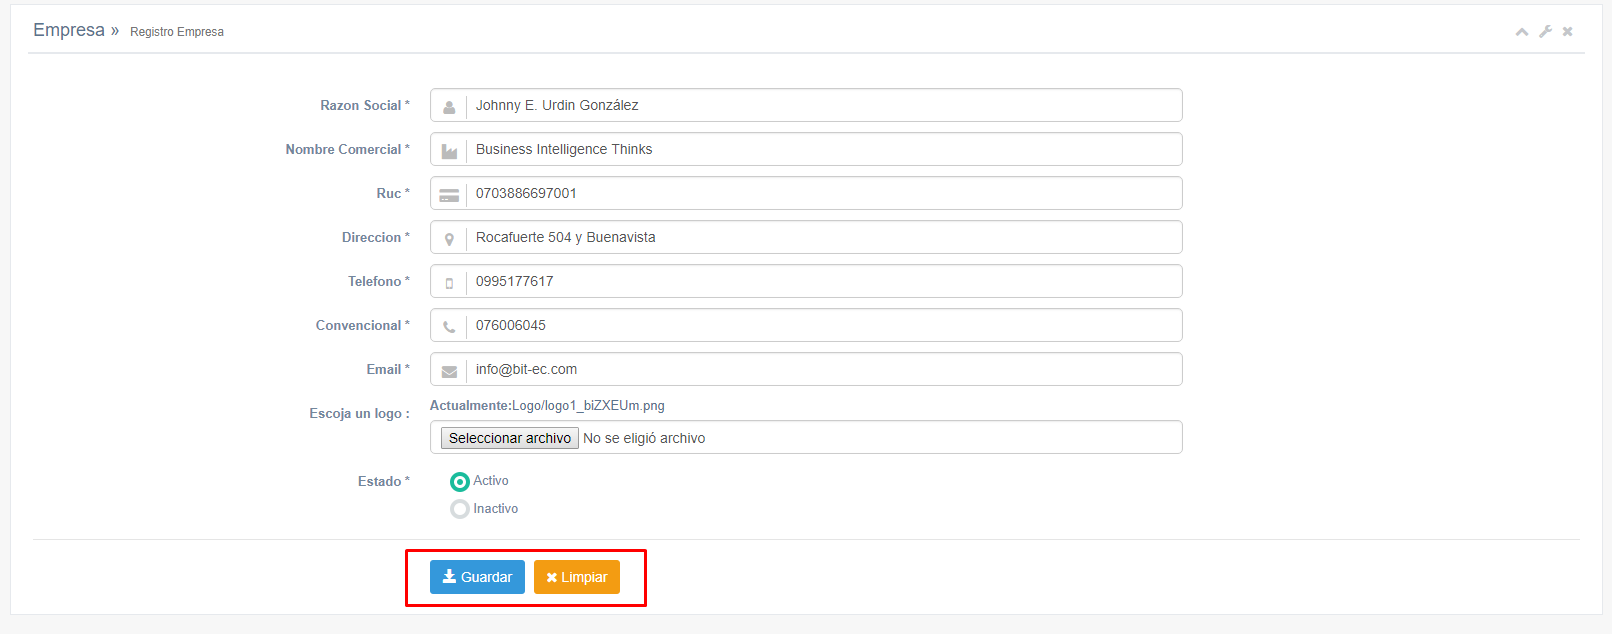 Empresa » Registro Empresa
Razon Social * Johnny E. Urdin González
Nombre Comercial * Business Intelligence Thinks
Ruc * 0703886697001
Direccion * Rocafuerte 504 y Buenavista
Telefono * 0995177617
Convencional * 076006045
Email * info@bit-ec.com
Escoja un logo : Actualmente:Logo/logo1_biZXEUm.png
Seleccionar archivo No se eligió archivo
Estado * Activo
Inactivo
Guardar Limpiar